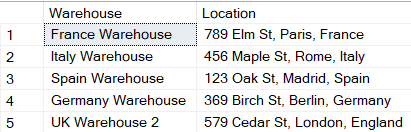 Warehouse Location
1 France Warehouse 789 Elm St, Paris, France
2 Italy Warehouse 456 Maple St, Rome, Italy
3 Spain Warehouse 123 Oak St, Madrid, Spain
4 Germany Warehouse 369 Birch St, Berlin, Germany
5 UK Warehouse 2 579 Cedar St, London, England